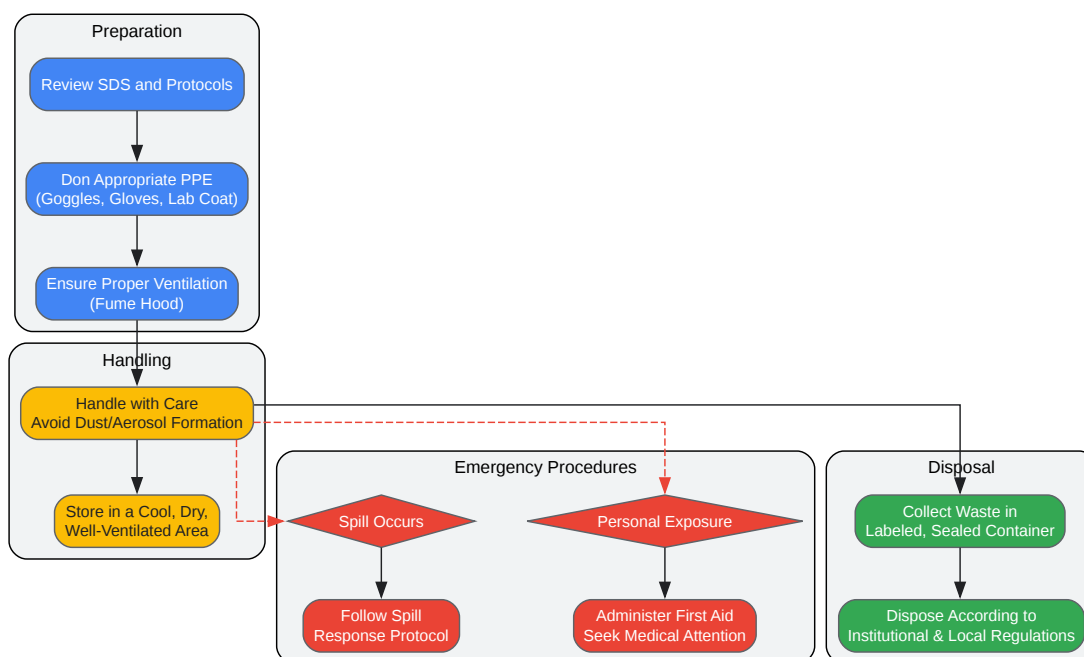 Preparation
Review SDS and Protocols
Don Appropriate PPE
(Goggles, Gloves, Lab Coat)
Ensure Proper Ventilation
(Fume Hood)
Handling
Handle with Care
Avoid Dust/Aerosol Formation
Store in a Cool, Dry,
Well-Ventilated Area
Emergency Procedures
Spill Occurs
Personal Exposure
Follow Spill
Response Protocol
Administer First Aid
Seek Medical Attention
Disposal
Collect Waste in
Labeled, Sealed Container
Dispose According to
Institutional & Local Regulations